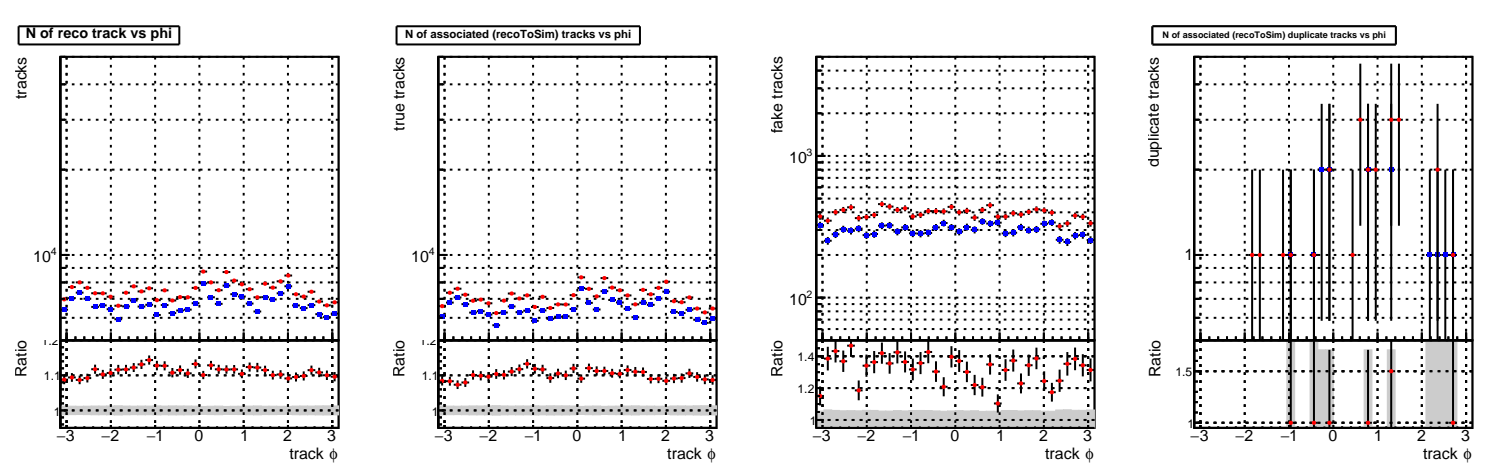 N of reco track vs phi
tracks
10⁴
Ratio
1.2
1.1
1
−3 −2 −1 0 1 2 3
track ϕ
N of associated (recoToSim) tracks vs phi
true tracks
10⁴
Ratio
1.2
1.1
1
−3 −2 −1 0 1 2 3
track ϕ
fake tracks
10³
10²
Ratio
1.4
1.2
1
−3 −2 −1 0 1 2 3
track ϕ
N of associated (recoToSim) duplicate tracks vs phi
duplicate tracks
1
Ratio
1.5
1
−3 −2 −1 0 1 2 3
track ϕ